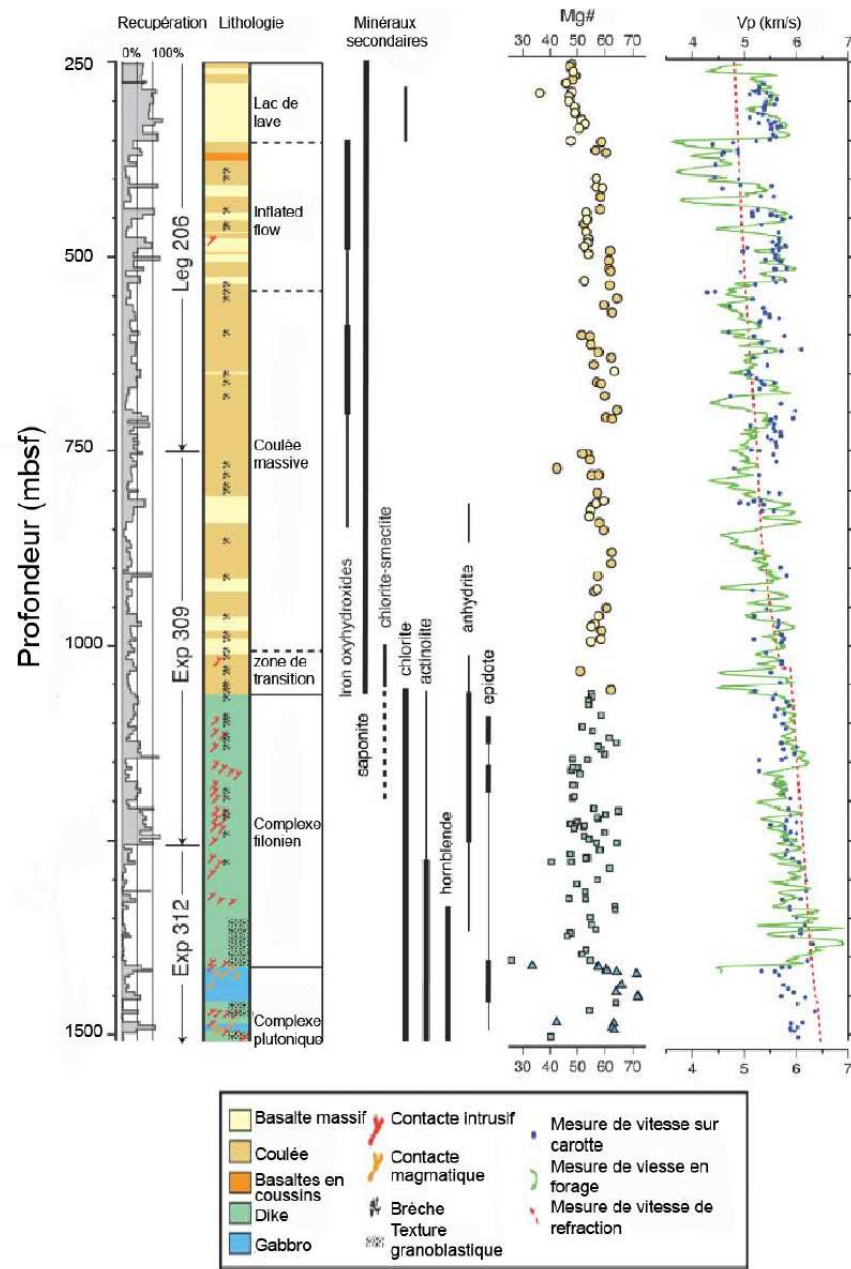 Recupération Lithologie Minéraux
secondaires
Mg#
Vp (km/s)
0% 100%
30 40 50 60 70
4 5 6 7
Profondeur (mbsf)
250
500
750
1000
1500
Leg 206
Exp 309
Exp 312
Lac de
lave
Inflated
flow
Coulée
massive
zone de
transition
Complexe
filonien
Complexe
plutonique
Iron oxyhydroxides
saponite
chlorite-smectite
chlorite
actinolite
hornblende
anhydrite
epidote
30 40 50 60 70
4 5 6 7
Basalte massif
Coulée
Basaltes en
coussins
Dike
Gabbro
Contacte intrusif
Contacte
magmatique
Brèche
Texture
granoblastique
Mesure de vitesse sur
carotte
Mesure de viesse en
forage
Mesure de vitesse de
refraction